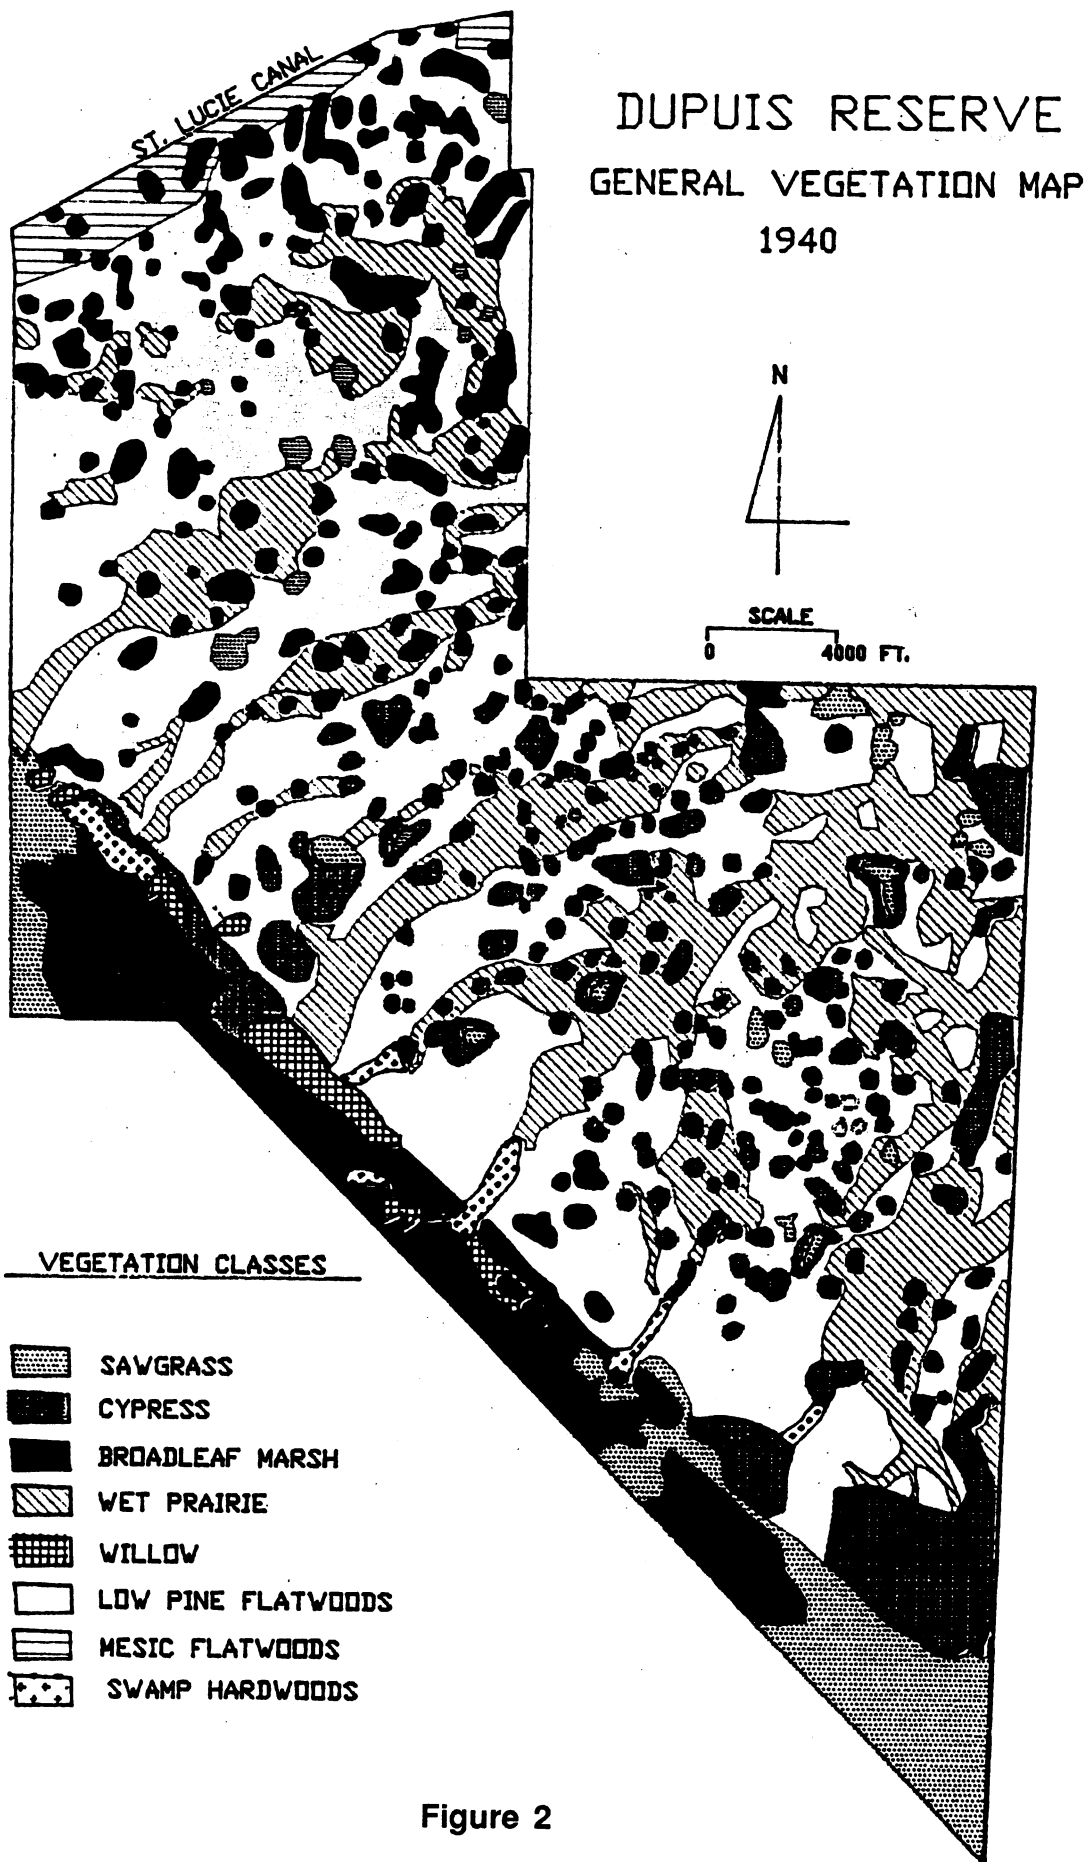 ST. LUCIE CANAL
DUPUIS RESERVE
GENERAL VEGETATION MAP
1940
N
SCALE
0 4000 FT.
VEGETATION CLASSES
SAWGRASS
CYPRESS
BROADLEAF MARSH
WET PRAIRIE
WILLOW
LOW PINE FLATWOODS
MESIC FLATWOODS
SWAMP HARDWOODS
Figure 2